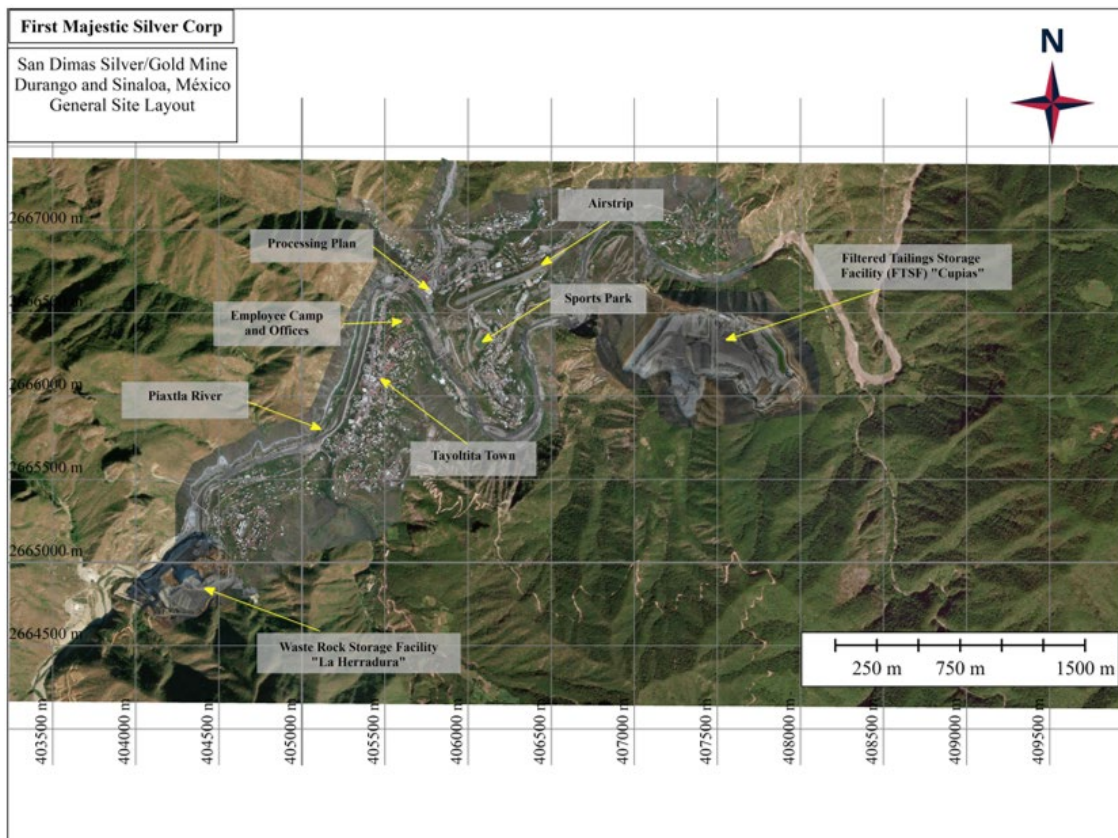 First Majestic Silver Corp
San Dimas Silver/Gold Mine
Durango and Sinaloa, México
General Site Layout
N
Airstrip
2667000 m
Processing Plan
Filtered Tailings Storage
Facility (FTSF) "Cupias"
2666500 m
Sports Park
Employee Camp
and Offices
2666000 m
Piaxtla River
Tayoltita Town
2665500 m
2665000 m
2664500 m
Waste Rock Storage Facility
"La Herradura"
250 m 750 m 1500 m
403500 m
404000 m
404500 m
405000 m
405500 m
406000 m
406500 m
407000 m
407500 m
408000 m
408500 m
409000 m
409500 m